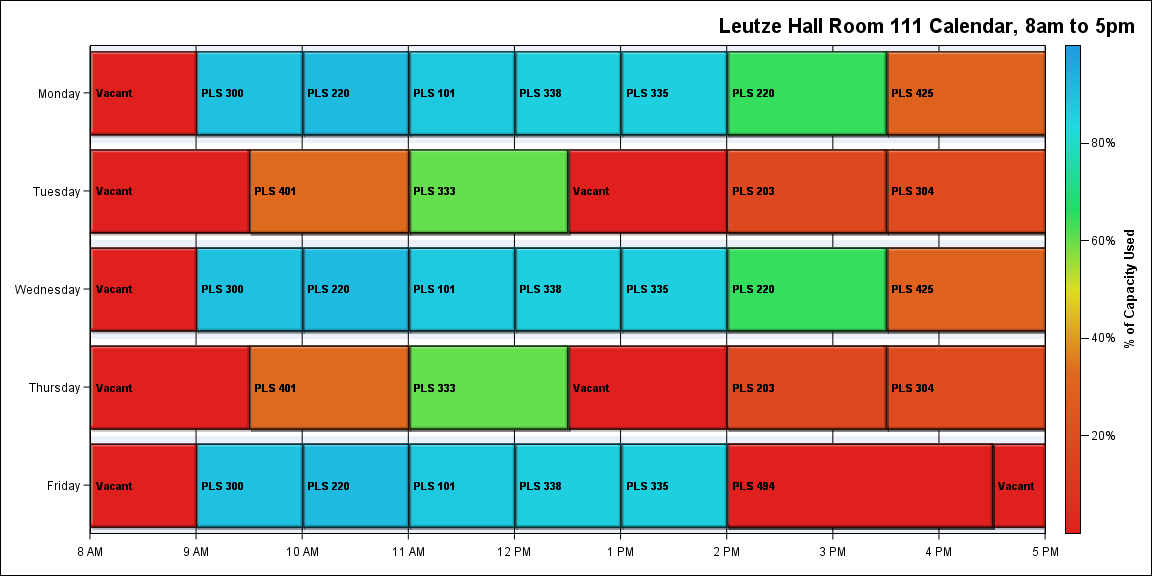 Leutze Hall Room 111 Calendar, 8am to 5pm
Monday
Vacant
PLS 300
PLS 220
PLS 101
PLS 338
PLS 335
PLS 220
PLS 425
Tuesday
Vacant
PLS 401
PLS 333
Vacant
PLS 203
PLS 304
Wednesday
Vacant
PLS 300
PLS 220
PLS 101
PLS 338
PLS 335
PLS 220
PLS 425
Thursday
Vacant
PLS 401
PLS 333
Vacant
PLS 203
PLS 304
Friday
Vacant
PLS 300
PLS 220
PLS 101
PLS 338
PLS 335
PLS 494
Vacant
8 AM
9 AM
10 AM
11 AM
12 PM
1 PM
2 PM
3 PM
4 PM
5 PM
80%
60%
40%
20%
% of Capacity Used